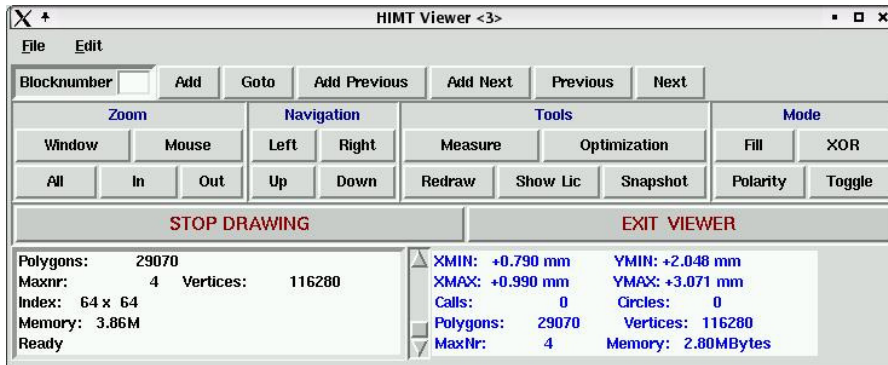 HIMT Viewer <3>
File Edit
Blocknumber Add Goto Add Previous Add Next Previous Next
Zoom Navigation Tools Mode
Window Mouse Left Right Measure Optimization Fill XOR
All In Out Up Down Redraw Show Lic Snapshot Polarity Toggle
STOP DRAWING EXIT VIEWER
Polygons: 29070
Maxnr: 4 Vertices: 116280
Index: 64 x 64
Memory: 3.86M
Ready
XMIN: +0.790 mm YMIN: +2.048 mm
XMAX: +0.990 mm YMAX: +3.071 mm
Calls: 0 Circles: 0
Polygons: 29070 Vertices: 116280
MaxNr: 4 Memory: 2.80MBytes